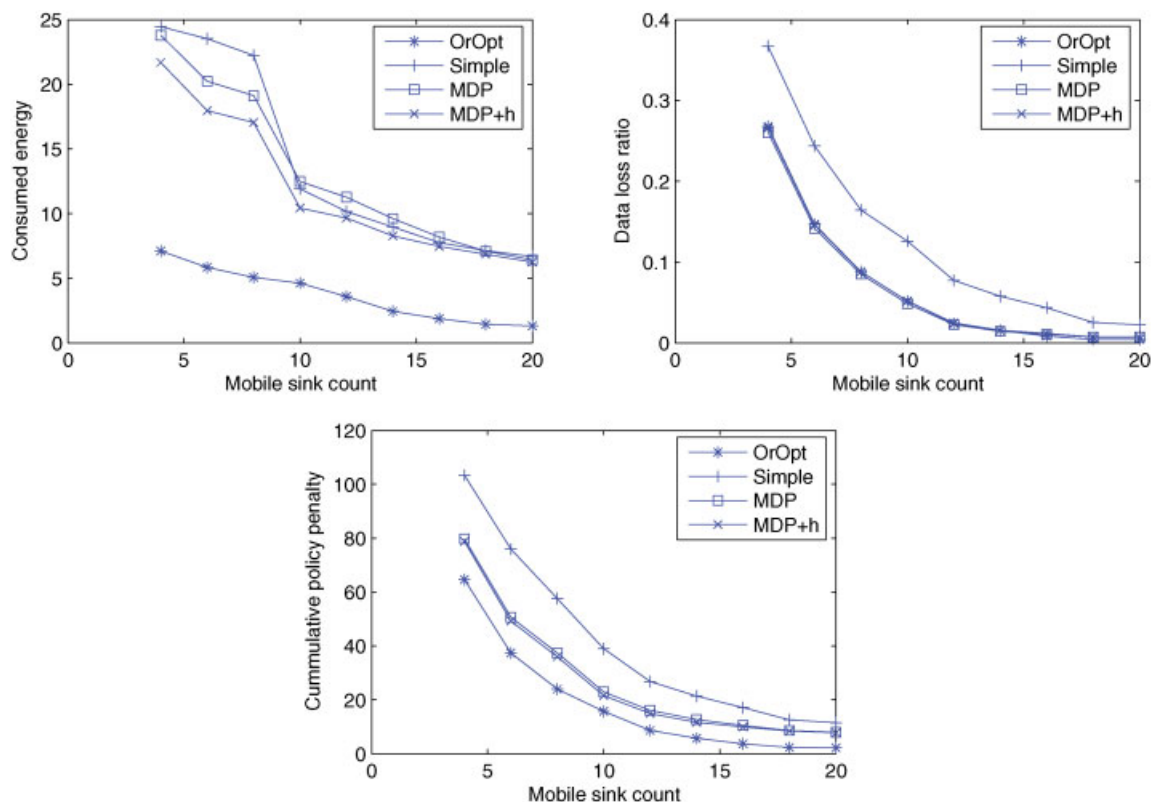 25
20
15
10
5
0
Consumed energy
0 5 10 15 20
Mobile sink count
OrOpt
Simple
MDP
MDP+h
0.4
0.3
0.2
0.1
0
Data loss ratio
0 5 10 15 20
Mobile sink count
OrOpt
Simple
MDP
MDP+h
120
100
80
60
40
20
0
Cummulative policy penalty
0 5 10 15 20
Mobile sink count
OrOpt
Simple
MDP
MDP+h